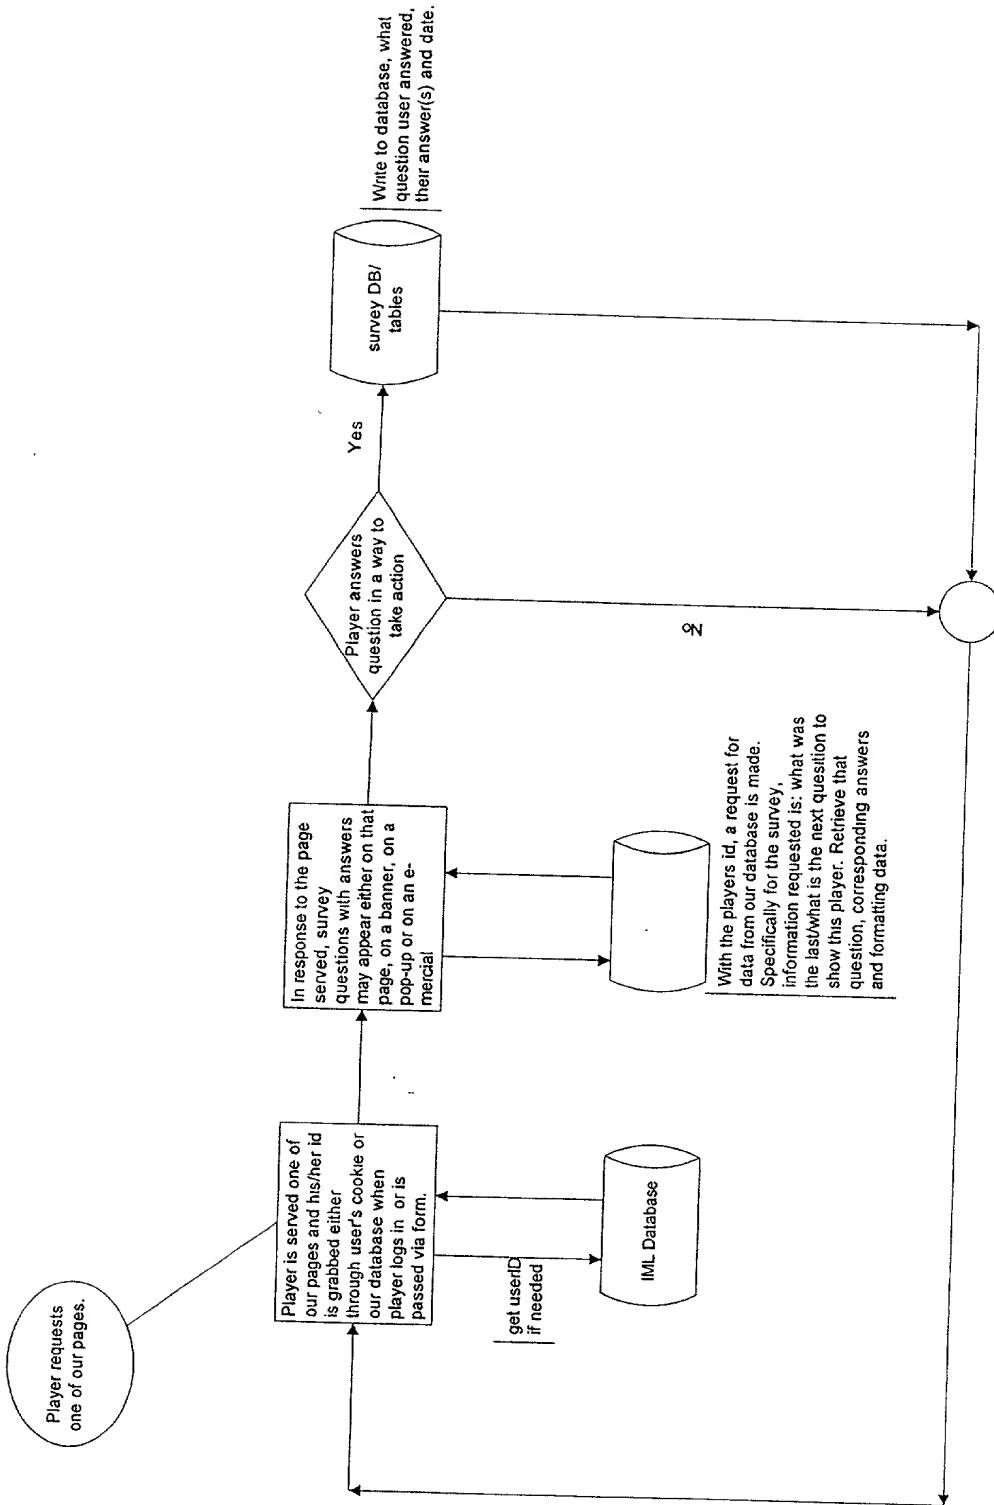 Player requests
one of our pages.
Player is served one of
our pages and his/her id
is grabbed either
through user's cookie or
our database when
player logs in or is
passed via form.
get userID
if needed
IML Database
In response to the page
served, survey
questions with answers
may appear either on that
page, on a banner, on a
pop-up or on an e-
mercial
With the players id, a request for
data from our database is made.
Specifically for the survey,
information requested is: what was
the last/what is the next question to
show this player. Retrieve that
question, corresponding answers
and formatting data.
Player answers
question in a way to
take action
Yes
No
survey DB/
tables
Write to database, what
question user answered,
their answer(s) and date.